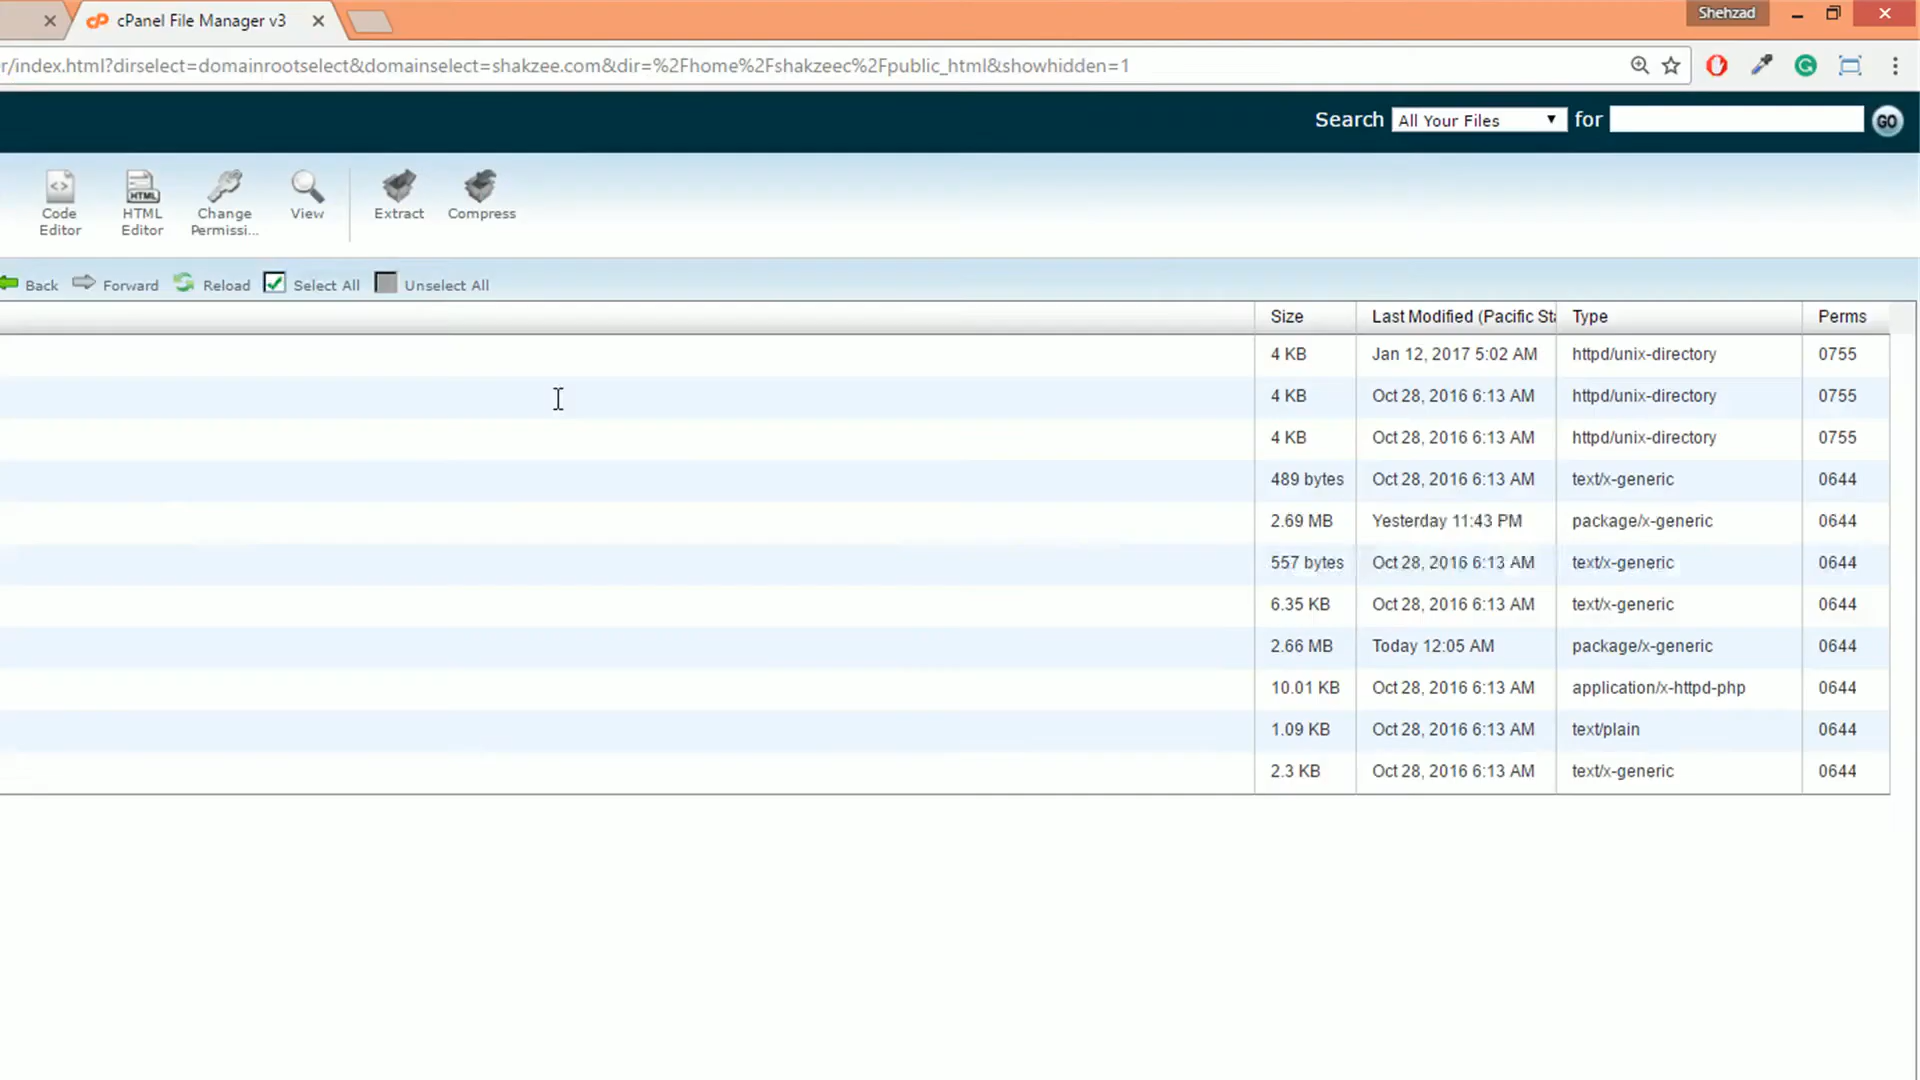 cPanel File Manager v3
Shehzad
r/index.html?dirselect=domainrootselect&domainselect=shakzee.com&dir=%2Fhome%2Fshakzeec%2Fpublic_html&showhidden=1
Search All Your Files for GO
Code Editor
HTML Editor
Change Permissi...
View
Extract
Compress
Back Forward Reload Select All Unselect All
Size Last Modified (Pacific Sta Type Perms
4 KB Jan 12, 2017 5:02 AM httpd/unix-directory 0755
4 KB Oct 28, 2016 6:13 AM httpd/unix-directory 0755
4 KB Oct 28, 2016 6:13 AM httpd/unix-directory 0755
489 bytes Oct 28, 2016 6:13 AM text/x-generic 0644
2.69 MB Yesterday 11:43 PM package/x-generic 0644
557 bytes Oct 28, 2016 6:13 AM text/x-generic 0644
6.35 KB Oct 28, 2016 6:13 AM text/x-generic 0644
2.66 MB Today 12:05 AM package/x-generic 0644
10.01 KB Oct 28, 2016 6:13 AM application/x-httpd-php 0644
1.09 KB Oct 28, 2016 6:13 AM text/plain 0644
2.3 KB Oct 28, 2016 6:13 AM text/x-generic 0644